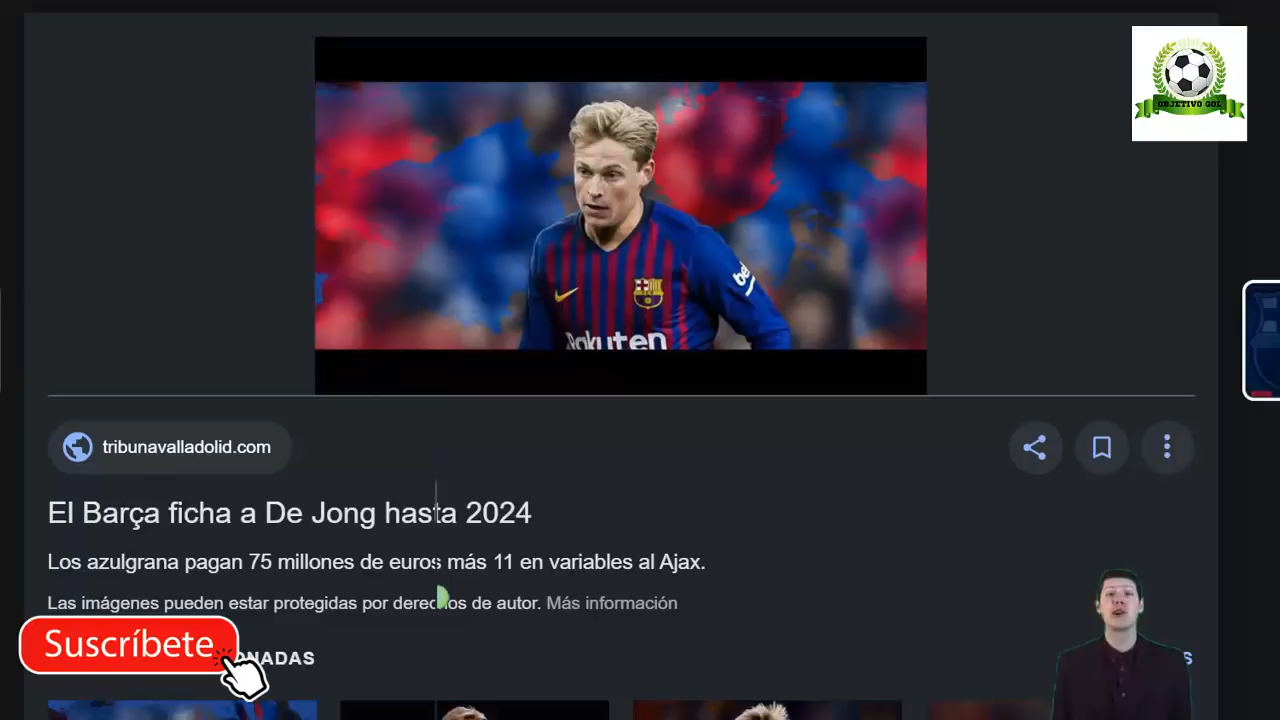 OBJETIVO GOL
beko
Rakuten
tribunavalladolid.com
El Barça ficha a De Jong hasta 2024
Los azulgrana pagan 75 millones de euros más 11 en variables al Ajax.
Las imágenes pueden estar protegidas por derechos de autor. Más información
Suscríbete